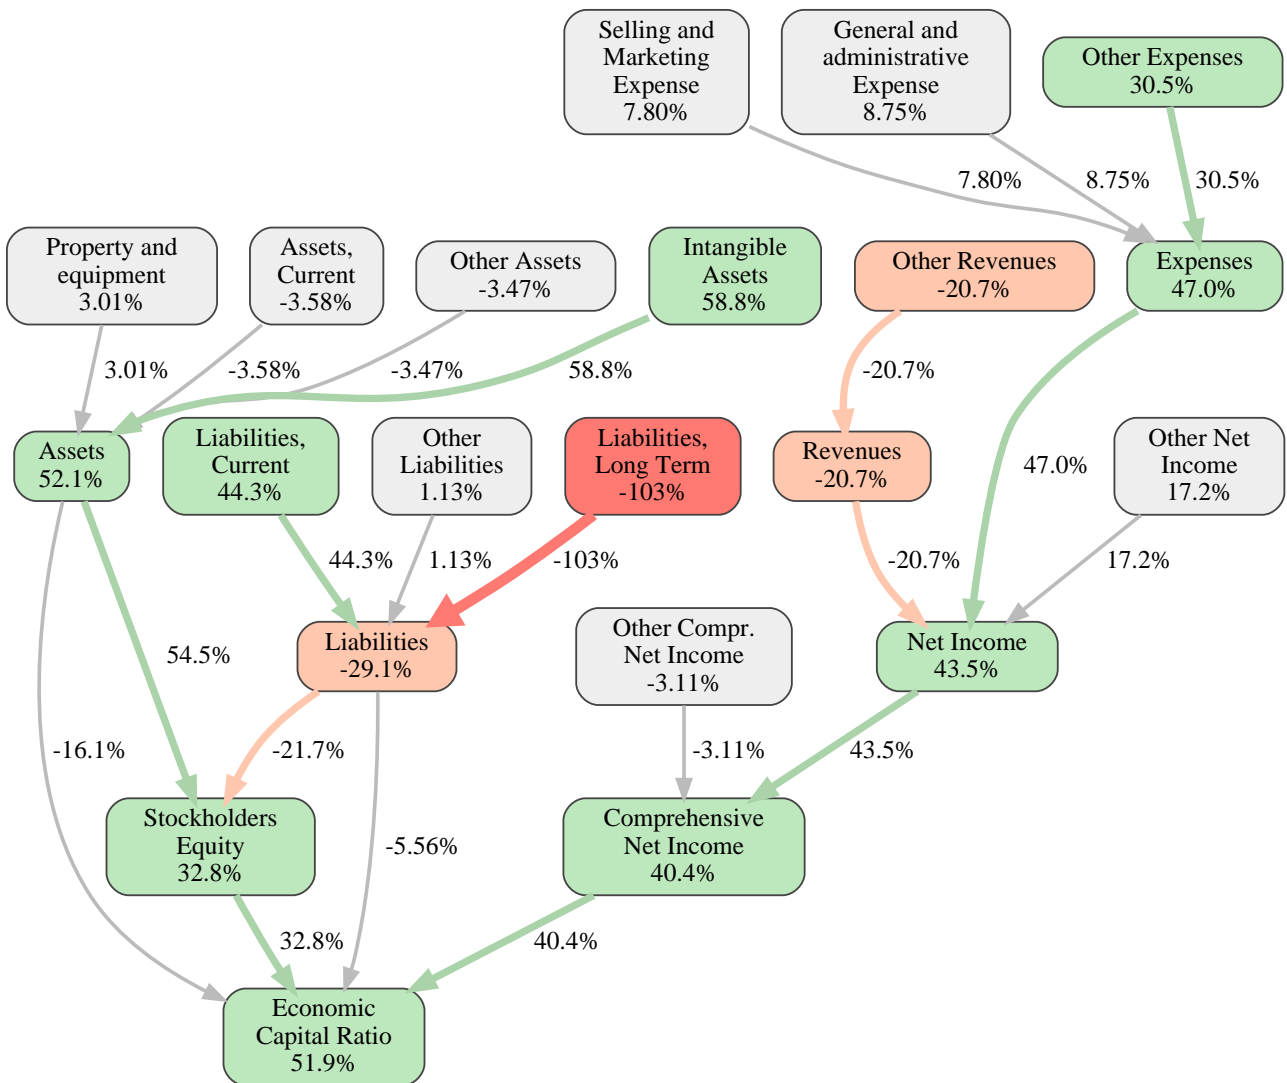 Selling and
Marketing
Expense
7.80%
General and
administrative
Expense
8.75%
Other Expenses
30.5%
7.80%
8.75%
30.5%
Property and
equipment
3.01%
Assets,
Current
-3.58%
Other Assets
-3.47%
Intangible
Assets
58.8%
Other Revenues
-20.7%
Expenses
47.0%
3.01%
-3.58%
-3.47%
58.8%
-20.7%
Assets
52.1%
Liabilities,
Current
44.3%
Other
Liabilities
1.13%
Liabilities,
Long Term
-103%
Revenues
-20.7%
47.0%
Other Net
Income
17.2%
44.3%
1.13%
-103%
-20.7%
17.2%
54.5%
Liabilities
-29.1%
Other Compr.
Net Income
-3.11%
Net Income
43.5%
-16.1%
-21.7%
-3.11%
43.5%
Stockholders
Equity
32.8%
-5.56%
Comprehensive
Net Income
40.4%
32.8%
40.4%
Economic
Capital Ratio
51.9%